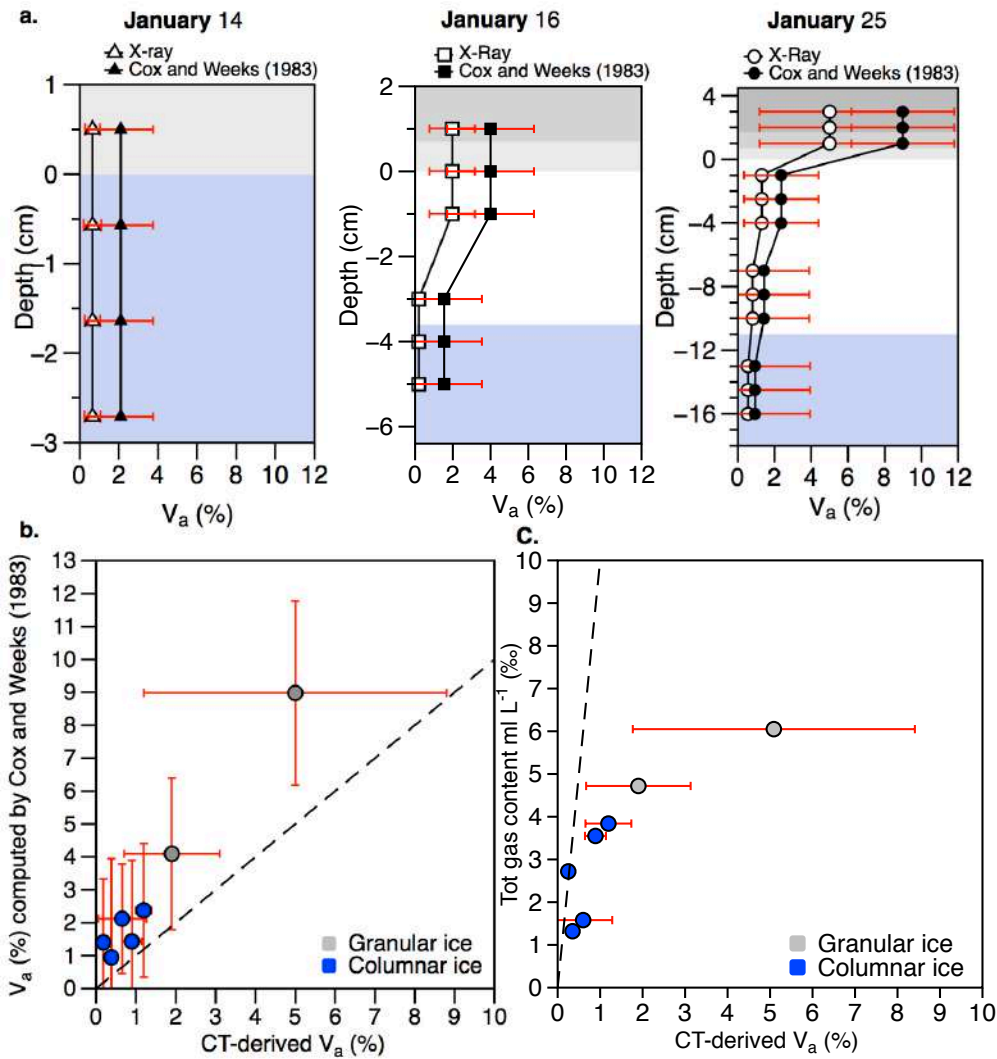 a.
January 14
X-ray
Cox and Weeks (1983)
1
0
−1
−2
−3
Depth (cm)
0 2 4 6 8 10 12
Va (%)
January 16
X-Ray
Cox and Weeks (1983)
2
0
−2
−4
−6
Depth (cm)
0 2 4 6 8 10 12
Va (%)
January 25
X-Ray
Cox and Weeks (1983)
4
0
−4
−8
−12
−16
Depth (cm)
0 2 4 6 8 10 12
Va (%)
b.
Va (%) computed by Cox and Weeks (1983)
13
12
11
10
9
8
7
6
5
4
3
2
1
0
Granular ice
Columnar ice
0 1 2 3 4 5 6 7 8 9 10
CT-derived Va (%)
c.
Tot gas content ml L-1 (‰)
10
9
8
7
6
5
4
3
2
1
0
Granular ice
Columnar ice
0 1 2 3 4 5 6 7 8 9 10
CT-derived Va (%)